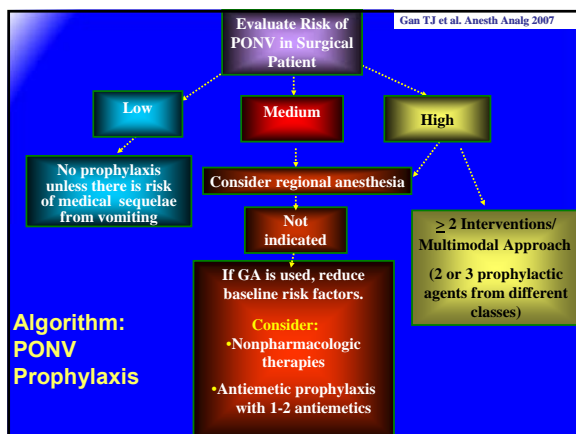 Gan TJ et al. Anesth Analg 2007
Evaluate Risk of
PONV in Surgical
Patient
Low
Medium
High
No prophylaxis
unless there is risk
of medical sequelae
from vomiting
Consider regional anesthesia
Not
indicated
≥ 2 Interventions/
Multimodal Approach
(2 or 3 prophylactic
agents from different
classes)
If GA is used, reduce
baseline risk factors.
Consider:
•Nonpharmacologic
therapies
•Antiemetic prophylaxis
with 1-2 antiemetics
Algorithm:
PONV
Prophylaxis